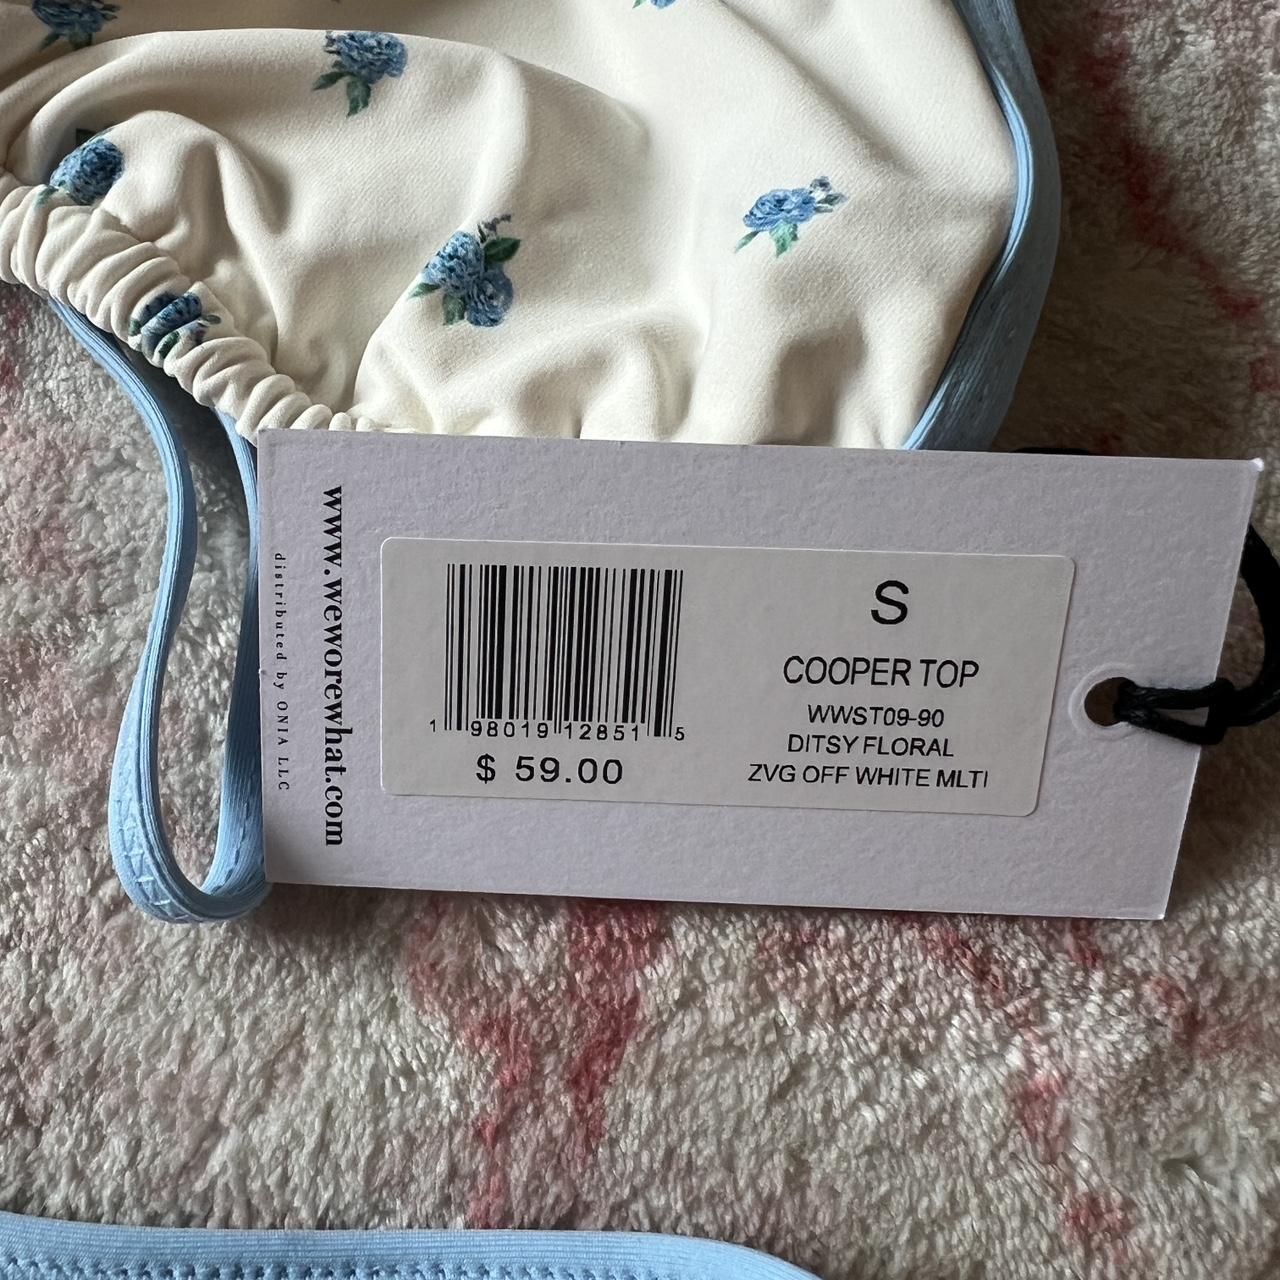 www.weworewhat.com
distributed by ONIA LLC
1 98019 12851 5
$ 59.00
S
COOPER TOP
WWST09-90
DITSY FLORAL
ZVG OFF WHITE MLTI